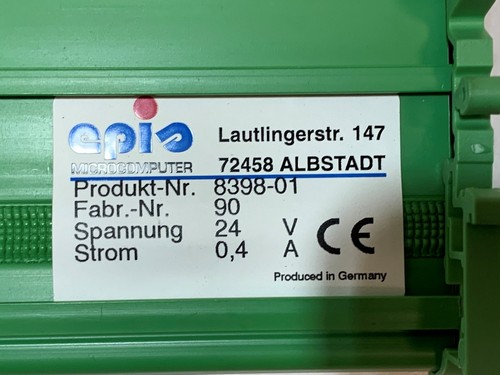 epis
MICROCOMPUTER
Lautlingerstr. 147
72458 ALBSTADT
Produkt-Nr. 8398-01
Fabr.-Nr. 90
Spannung 24 V
Strom 0,4 A
CE
Produced in Germany